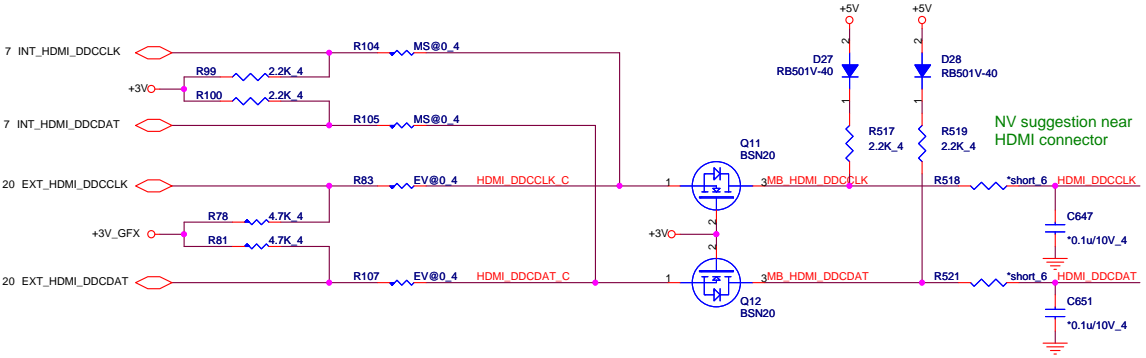 +5V +5V
2 2
7 INT_HDMI_DDCCLK R104 MS@0_4
D27 RB501V-40
D28 RB501V-40
R99 2.2K_4
+3V
R100 2.2K_4
1 1
7 INT_HDMI_DDCDAT R105 MS@0_4
R517 2.2K_4
R519 2.2K_4
NV suggestion near
HDMI connector
Q11
BSN20
20 EXT_HDMI_DDCCLK R83 EV@0_4 HDMI_DDCCLK_C 1 3 MB_HDMI_DDCCLK R518 *short_6 HDMI_DDCCLK
R78 4.7K_4
2
C647
+3V_GFX +3V
*0.1u/10V_4
R81 4.7K_4
2
20 EXT_HDMI_DDCDAT R107 EV@0_4 HDMI_DDCDAT_C 1 3 MB_HDMI_DDCDAT R521 *short_6 HDMI_DDCDAT
Q12
BSN20
C651
*0.1u/10V_4